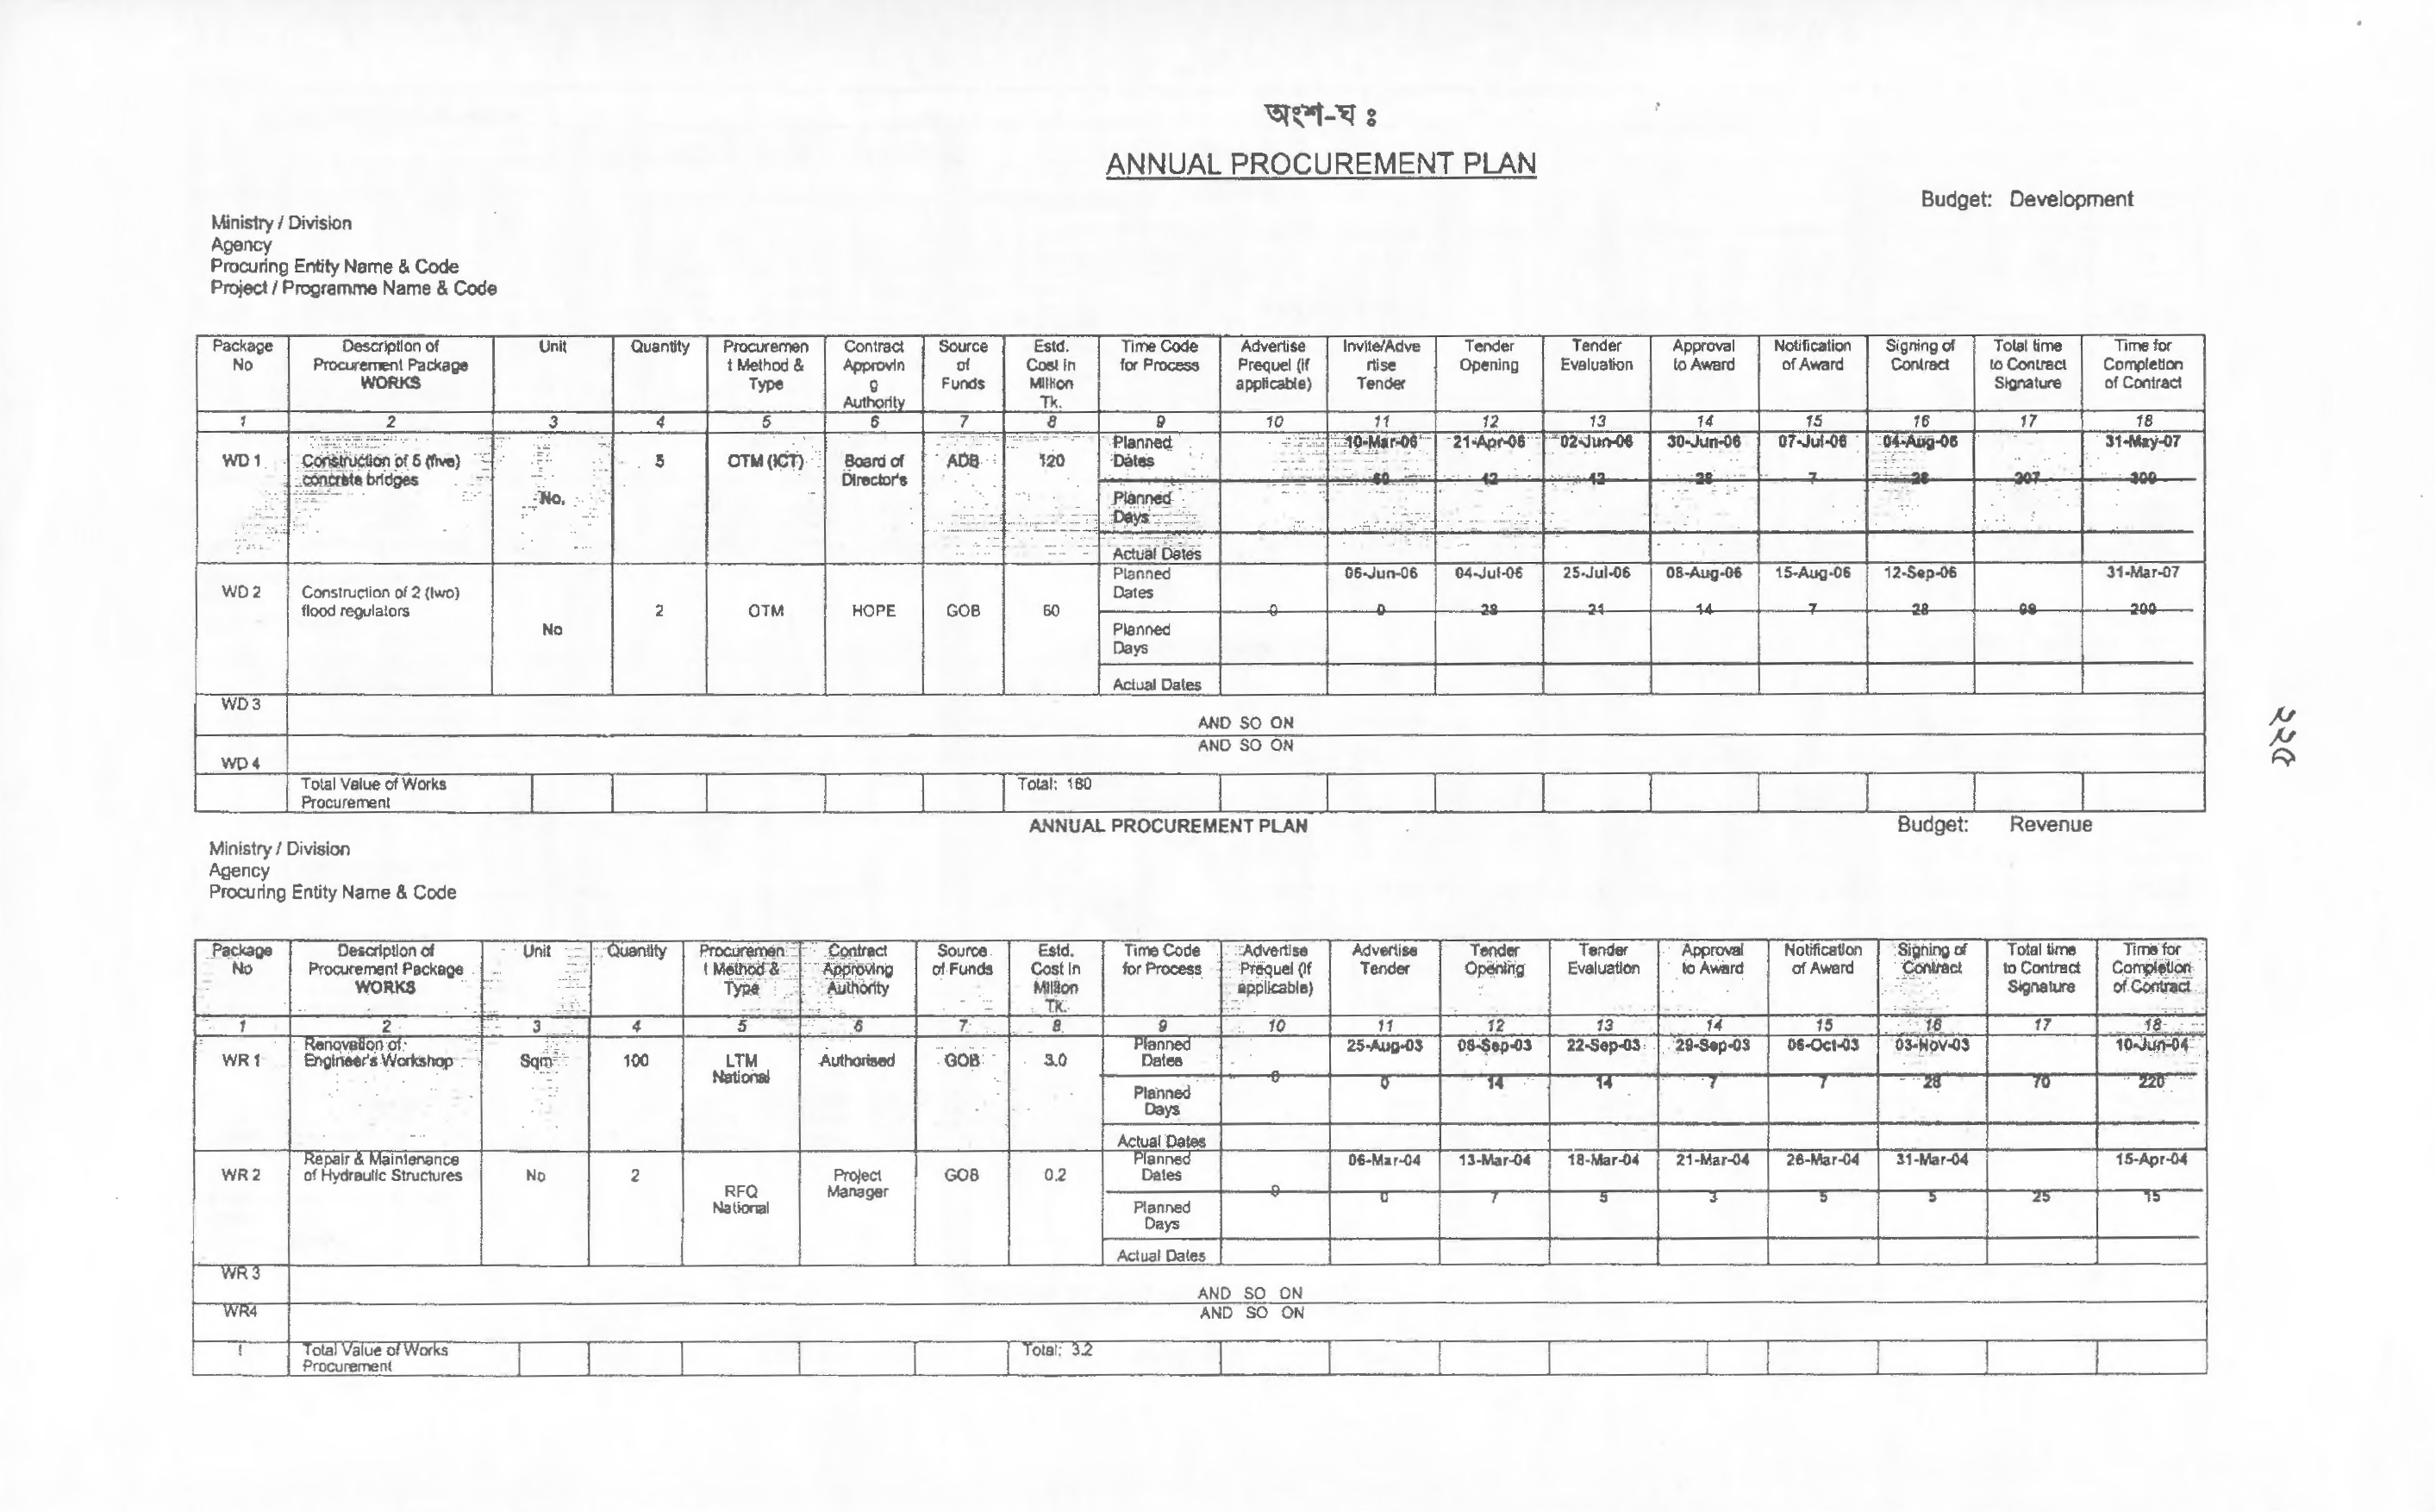 অংশ-ঘ ঃ
ANNUAL PROCUREMENT PLAN
Budget: Development
Ministry / Division
Agency
Procuring Entity Name & Code
Project / Programme Name & Code
Package No | Description of Procurement Package WORKS | Unit | Quantity | Procuremen t Method & Type | Contract Approvin g Authority | Source of Funds | Estd. Cost in Million Tk. | Time Code for Process | Advertise Prequel (if applicable) | Invite/Adve rtise Tender | Tender Opening | Tender Evaluation | Approval to Award | Notification of Award | Signing of Contract | Total time to Contract Signature | Time for Completion of Contract
1 2 3 4 5 6 7 8 9 10 11 12 13 14 15 16 17 18
WD 1 | Construction of 5 (five) concrete bridges | No. | 5 | OTM (ICT) | Board of Director's | ADB | 120 | Planned Dates | 10-Mar-06 | 21-Apr-06 | 02-Jun-06 | 30-Jun-06 | 07-Jul-06 | 04-Aug-06 | 31-May-07
Planned Days | 60 | 42 | 42 | 28 | 7 | 28 | 207 | 300
Actual Dates
WD 2 | Construction of 2 (two) flood regulators | No | 2 | OTM | HOPE | GOB | 60 | Planned Dates | 06-Jun-06 | 04-Jul-06 | 25-Jul-06 | 08-Aug-06 | 15-Aug-06 | 12-Sep-06 | 31-Mar-07
Planned Days | 0 | 0 | 28 | 21 | 14 | 7 | 28 | 98 | 200
Actual Dates
WD 3 | AND SO ON
WD 4 | AND SO ON
Total Value of Works Procurement | Total: 180
ANNUAL PROCUREMENT PLAN
Budget: Revenue
Ministry / Division
Agency
Procuring Entity Name & Code
Package No | Description of Procurement Package WORKS | Unit | Quantity | Procuremen t Method & Type | Contract Approving Authority | Source of Funds | Estd. Cost in Million Tk. | Time Code for Process | Advertise Prequel (If applicable) | Advertise Tender | Tender Opening | Tender Evaluation | Approval to Award | Notification of Award | Signing of Contract | Total time to Contract Signature | Time for Completion of Contract
1 2 3 4 5 6 7 8 9 10 11 12 13 14 15 16 17 18
WR 1 | Renovation of Engineer's Workshop | Sqm | 100 | LTM National | Authorised | GOB | 3.0 | Planned Dates | 25-Aug-03 | 08-Sep-03 | 22-Sep-03 | 29-Sep-03 | 06-Oct-03 | 03-Nov-03 | 10-Jun-04
Planned Days | 0 | 0 | 14 | 14 | 7 | 7 | 28 | 70 | 220
Actual Dates
WR 2 | Repair & Maintenance of Hydraulic Structures | No | 2 | RFQ National | Project Manager | GOB | 0.2 | Planned Dates | 06-Mar-04 | 13-Mar-04 | 18-Mar-04 | 21-Mar-04 | 26-Mar-04 | 31-Mar-04 | 15-Apr-04
Planned Days | 0 | 0 | 7 | 5 | 3 | 5 | 5 | 25 | 15
Actual Dates
WR 3 | AND SO ON
WR4 | AND SO ON
Total Value of Works Procurement | Total: 3.2
২২৫